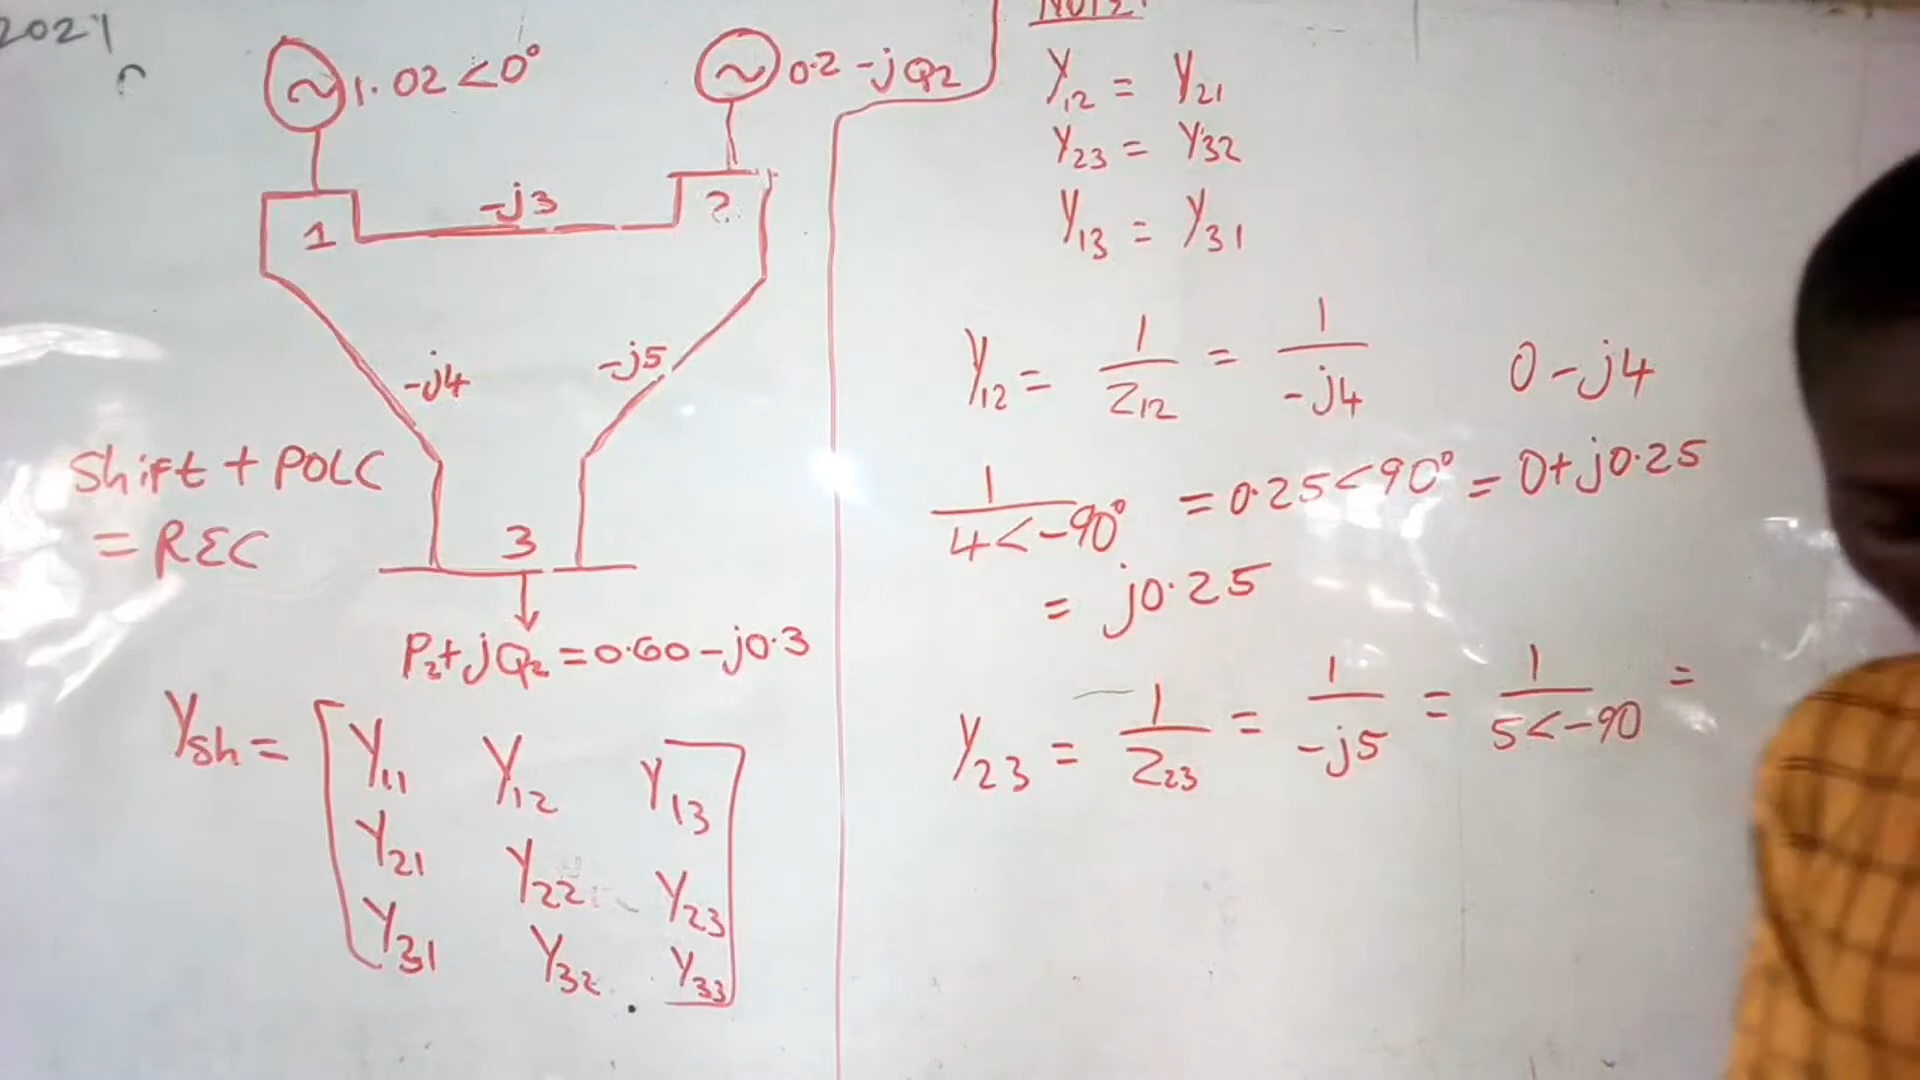 2021
1.02<0°
0.2-jQ2
-j3
1
2
-j4
-j5
Shift + POLC
= REC
3
P2+jQ2=0.60-j0.3
Ysh = [Y11 Y12 Y13
Y21 Y22 Y23
Y31 Y32 Y33]
NOTE:
Y12 = Y21
Y23 = Y32
Y13 = Y31
Y12 = 1/Z12 = 1/-j4 0-j4
1/4<-90° = 0.25<90° = 0+j0.25
= j0.25
Y23 = 1/Z23 = 1/-j5 = 1/5<-90 =